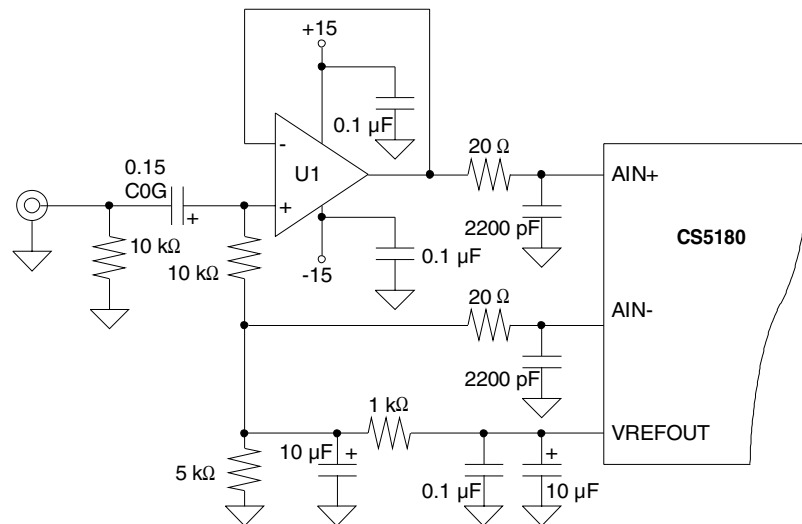 +15
0.1 µF
-
U1
+
20 Ω
AIN+
0.15
C0G
+
2200 pF
CS5180
10 kΩ
10 kΩ
-15
0.1 µF
20 Ω
AIN-
2200 pF
1 kΩ
VREFOUT
5 kΩ
10 µF
+
0.1 µF
+
10 µF